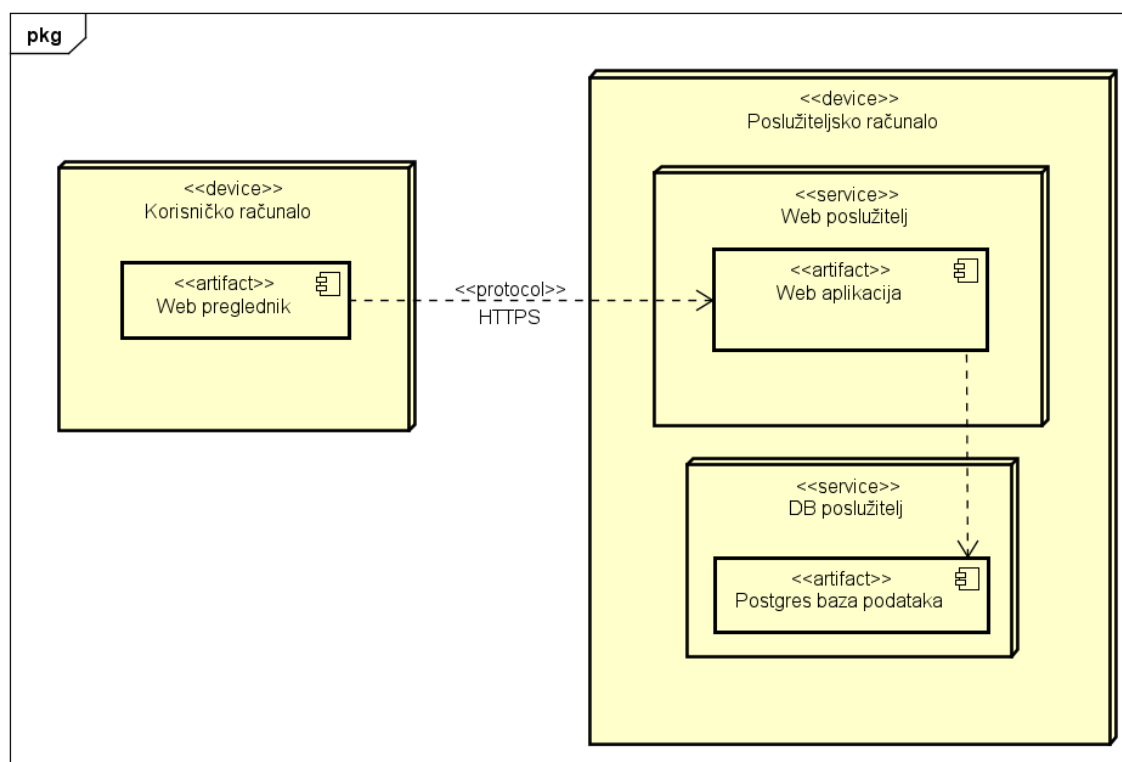 pkg
<<device>>
Korisničko računalo
<<artifact>>
Web preglednik
<<protocol>>
HTTPS
<<device>>
Poslužiteljsko računalo
<<service>>
Web poslužitelj
<<artifact>>
Web aplikacija
<<service>>
DB poslužitelj
<<artifact>>
Postgres baza podataka